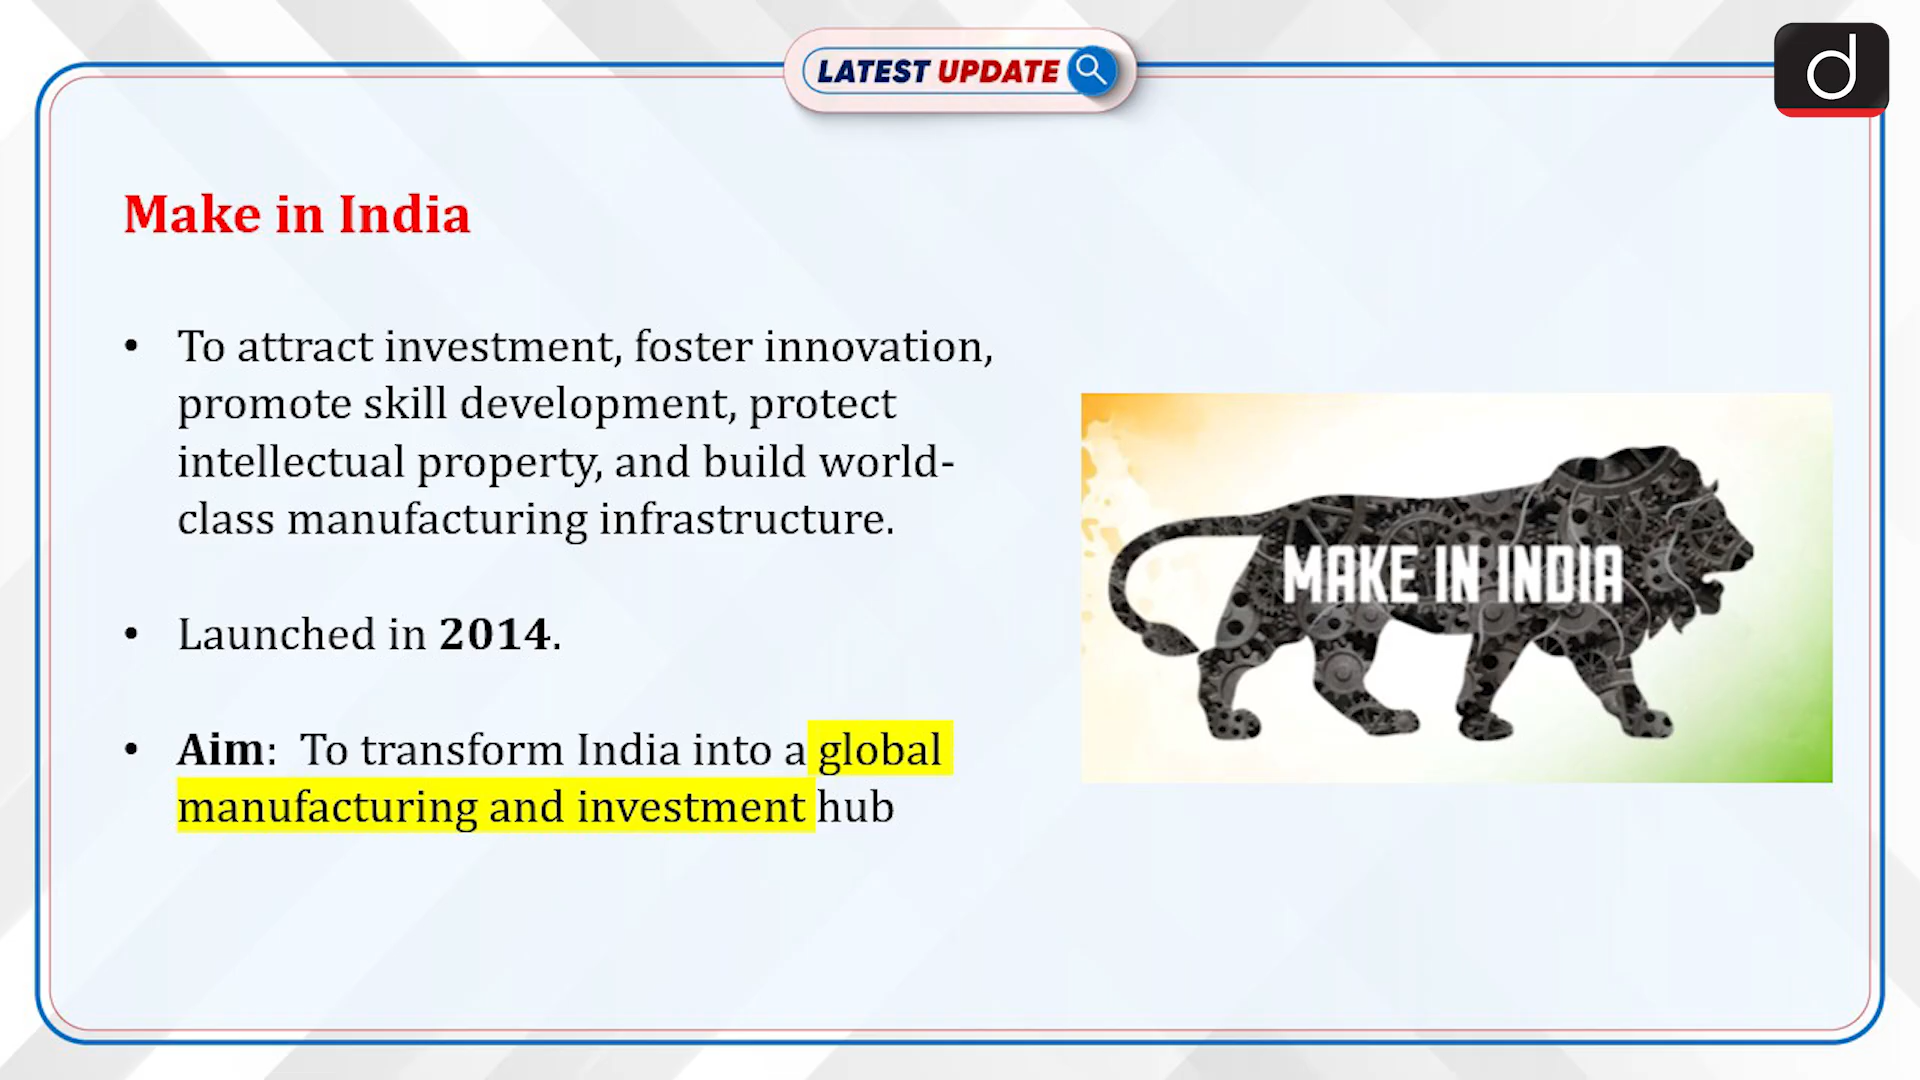 LATEST UPDATE
d
Make in India
• To attract investment, foster innovation,
promote skill development, protect
intellectual property, and build world-
class manufacturing infrastructure.
• Launched in 2014.
• Aim: To transform India into a global
manufacturing and investment hub
MAKE IN INDIA